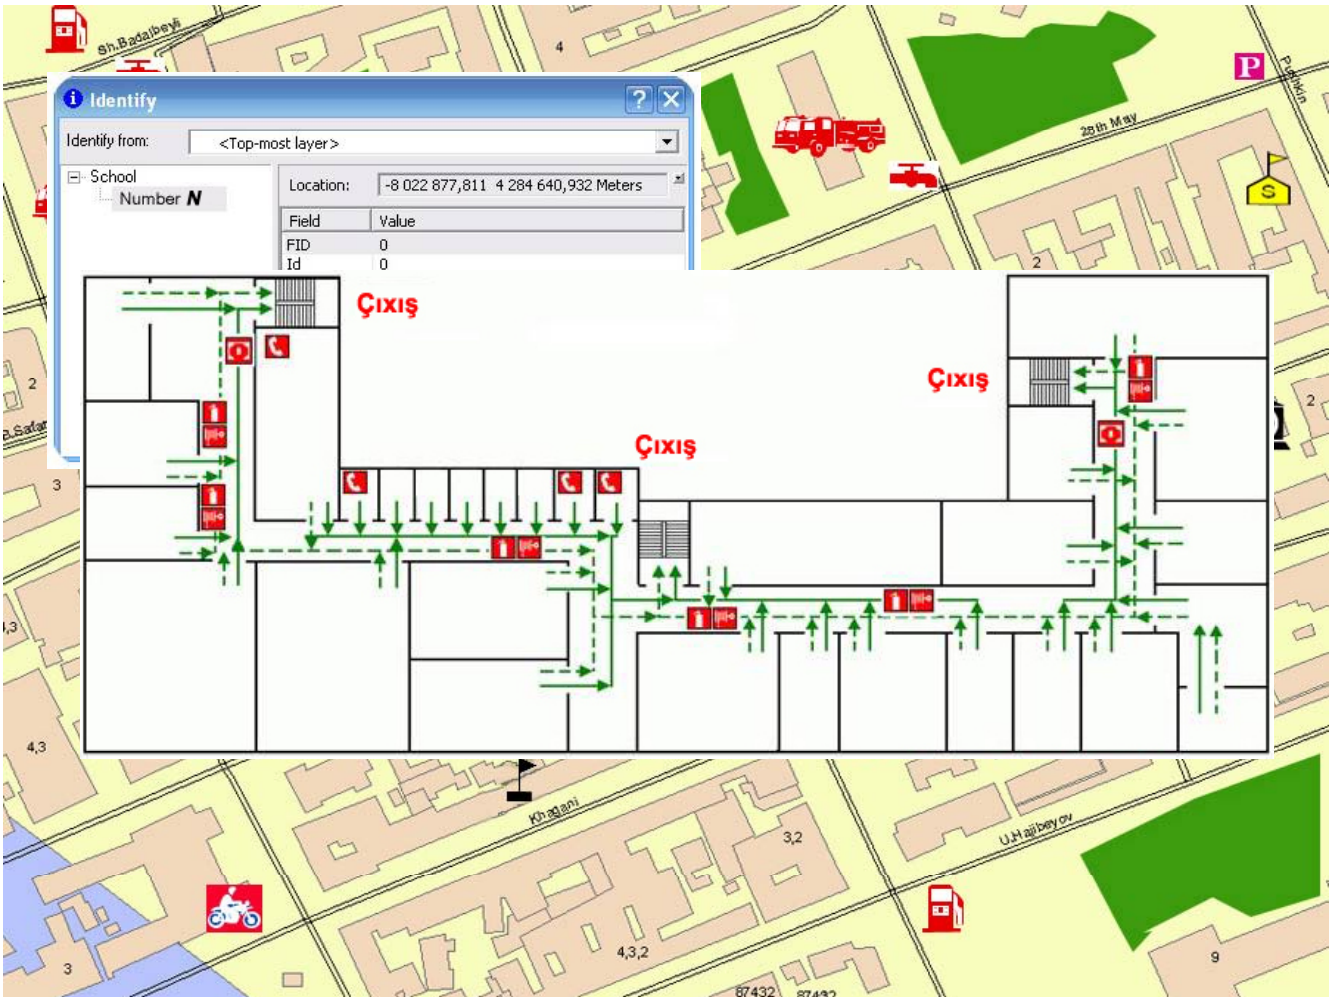 Sh.Badalbeyli
4
P
Pushkin
Identify
Identify from:
<Top-most layer>
28th May
School
Number N
Location:
-8 022 877,811 4 284 640,932 Meters
S
Field
Value
FID
0
Id
0
2
Çıxış
Çıxış
2
2
Çıxış
3
4,3
Khagani
U.Hajibeyov
3,2
3
4,3,2
9
87432
87432